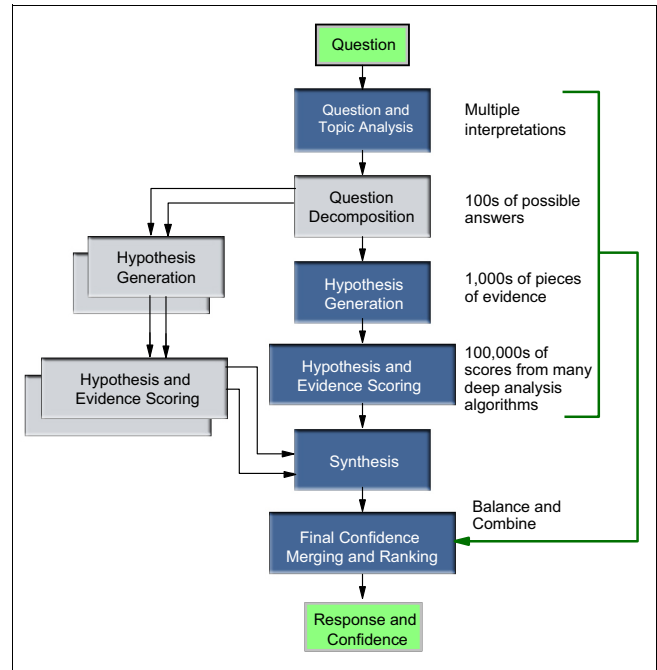 Question
Question and
Topic Analysis
Multiple
interpretations
Question
Decomposition
100s of possible
answers
Hypothesis
Generation
Hypothesis
Generation
1,000s of pieces
of evidence
Hypothesis and
Evidence Scoring
Hypothesis and
Evidence Scoring
100,000s of
scores from many
deep analysis
algorithms
Synthesis
Balance and
Combine
Final Confidence
Merging and Ranking
Response and
Confidence